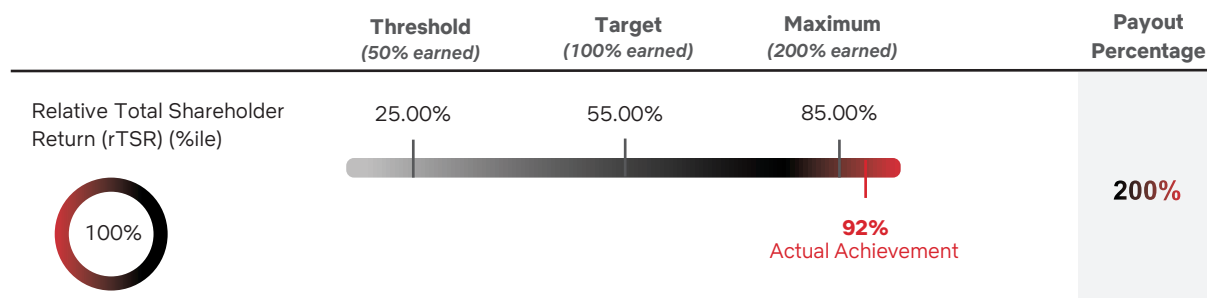 Threshold Target Maximum Payout
(50% earned) (100% earned) (200% earned) Percentage
Relative Total Shareholder 25.00% 55.00% 85.00%
Return (rTSR) (%ile)
200%
100%
92%
Actual Achievement